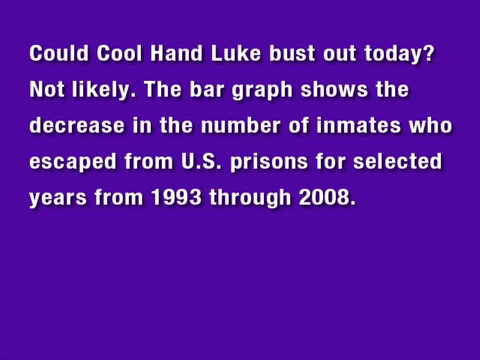 Could Cool Hand Luke bust out today?
Not likely. The bar graph shows the
decrease in the number of inmates who
escaped from U.S. prisons for selected
years from 1993 through 2008.